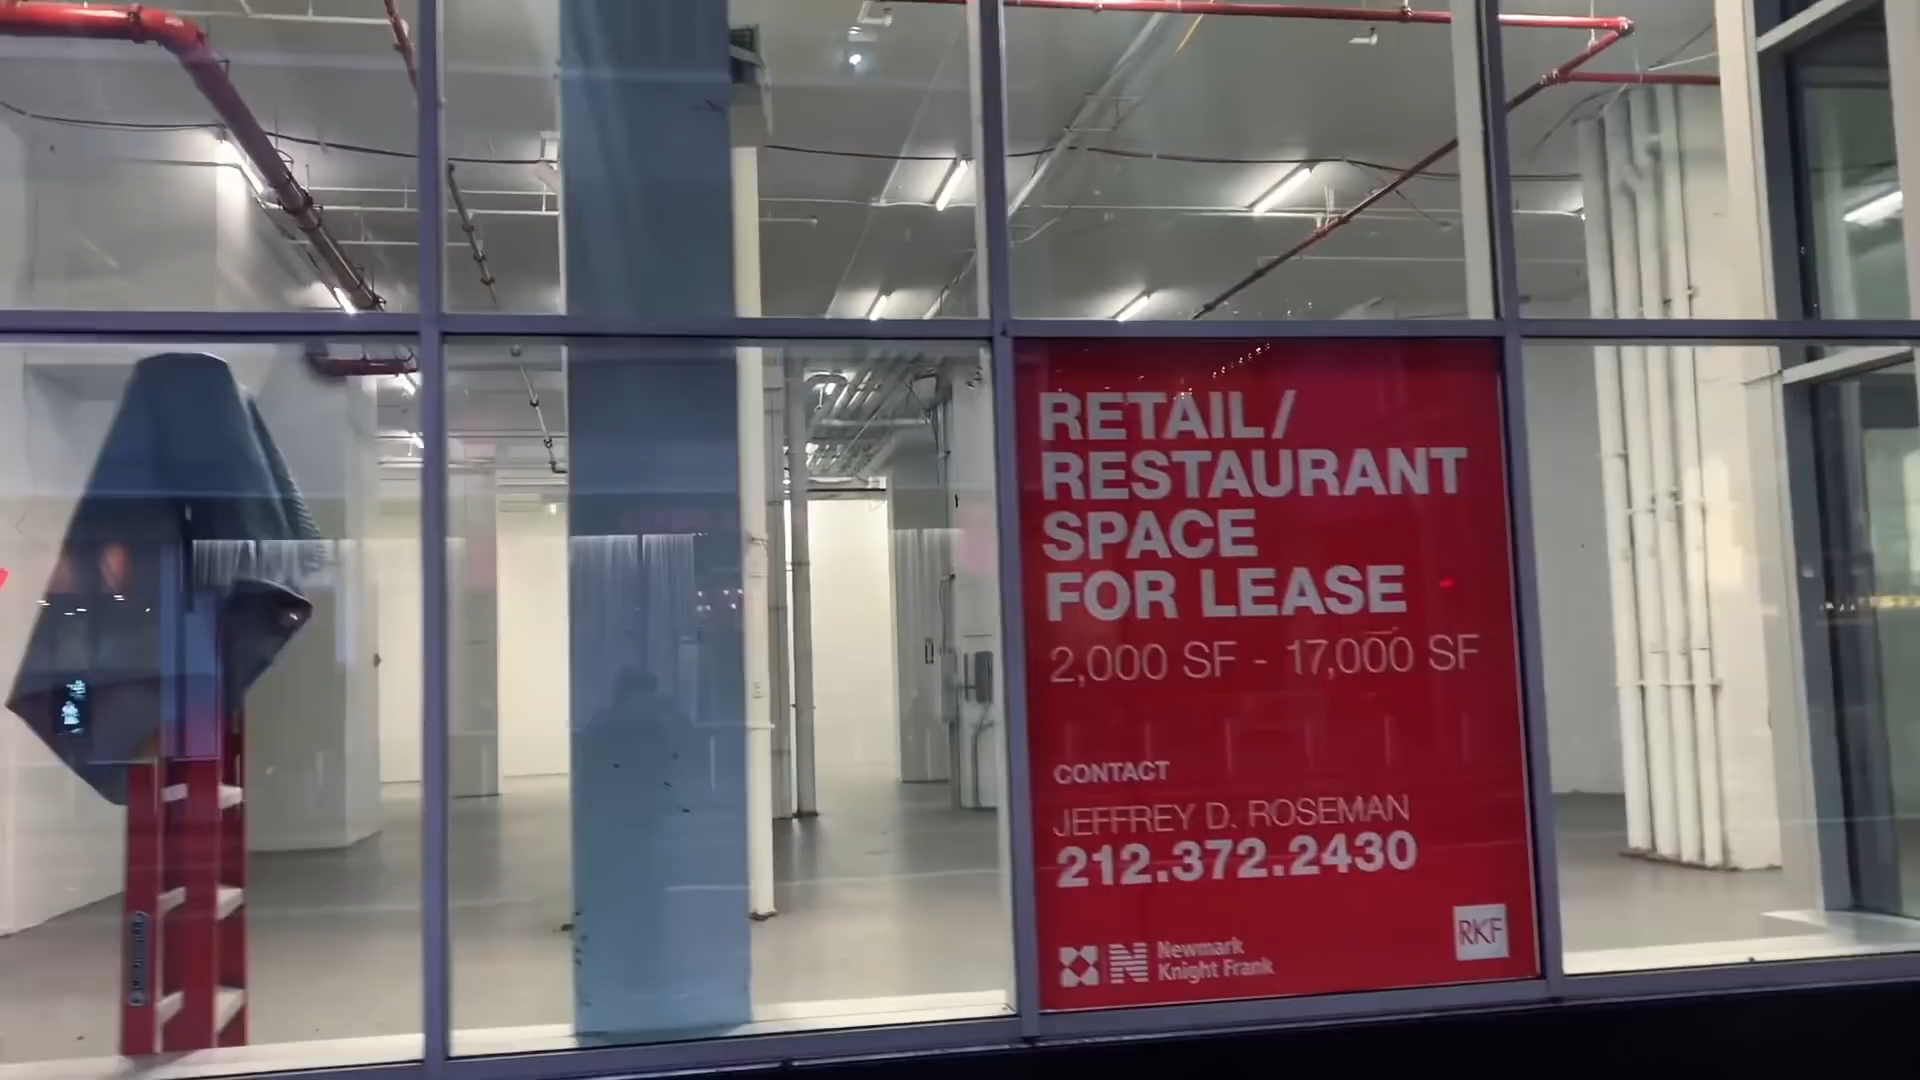 RETAIL/
RESTAURANT
SPACE
FOR LEASE
2,000 SF - 17,000 SF
CONTACT
JEFFREY D. ROSEMAN
212.372.2430
Newmark
Knight Frank
RKF